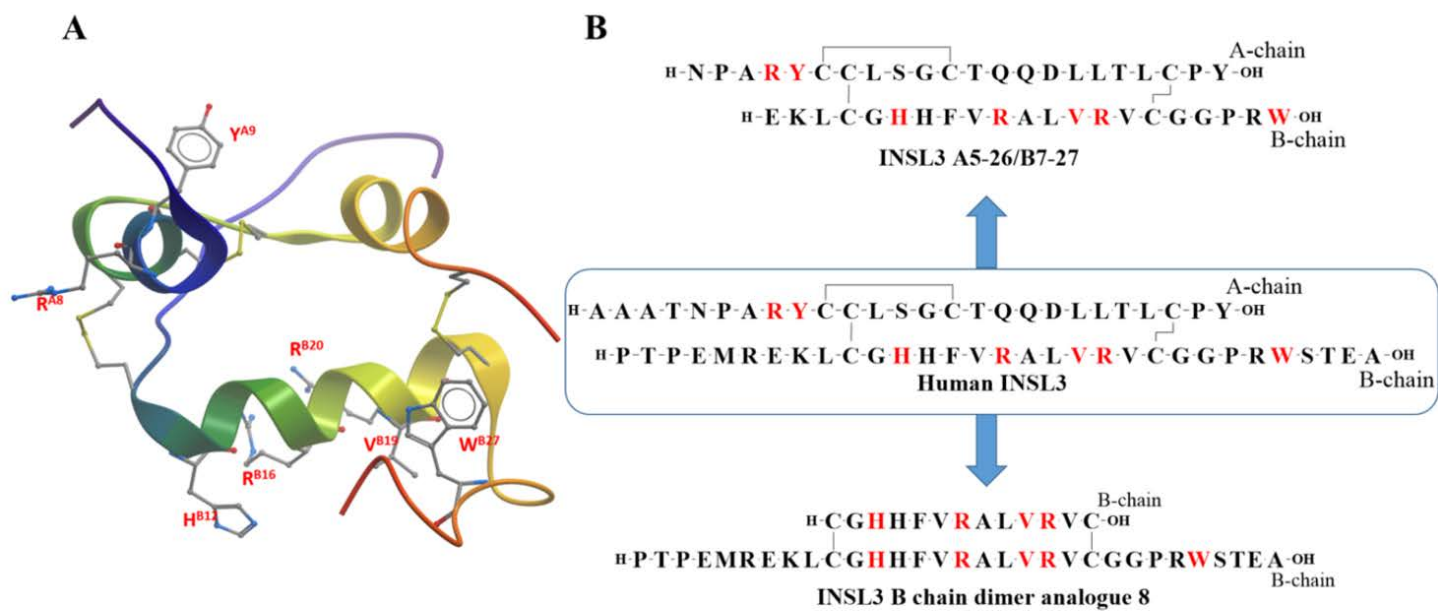 A
Y^A9
R^A8
R^B20
R^B16
V^B19
W^B27
H^B12
B
A-chain
H-N-P-A-R-Y-C-C-L-S-G-C-T-Q-Q-D-L-L-T-L-C-P-Y-OH
H-E-K-L-C-G-H-H-F-V-R-A-L-V-R-V-C-G-G-P-R-W-OH
B-chain
INSL3 A5-26/B7-27
A-chain
H-A-A-A-T-N-P-A-R-Y-C-C-L-S-G-C-T-Q-Q-D-L-L-T-L-C-P-Y-OH
H-P-T-P-E-M-R-E-K-L-C-G-H-H-F-V-R-A-L-V-R-V-C-G-G-P-R-W-S-T-E-A-OH
Human INSL3
B-chain
B-chain
H-C-G-H-H-F-V-R-A-L-V-R-V-C-OH
H-P-T-P-E-M-R-E-K-L-C-G-H-H-F-V-R-A-L-V-R-V-C-G-G-P-R-W-S-T-E-A-OH
B-chain
INSL3 B chain dimer analogue 8